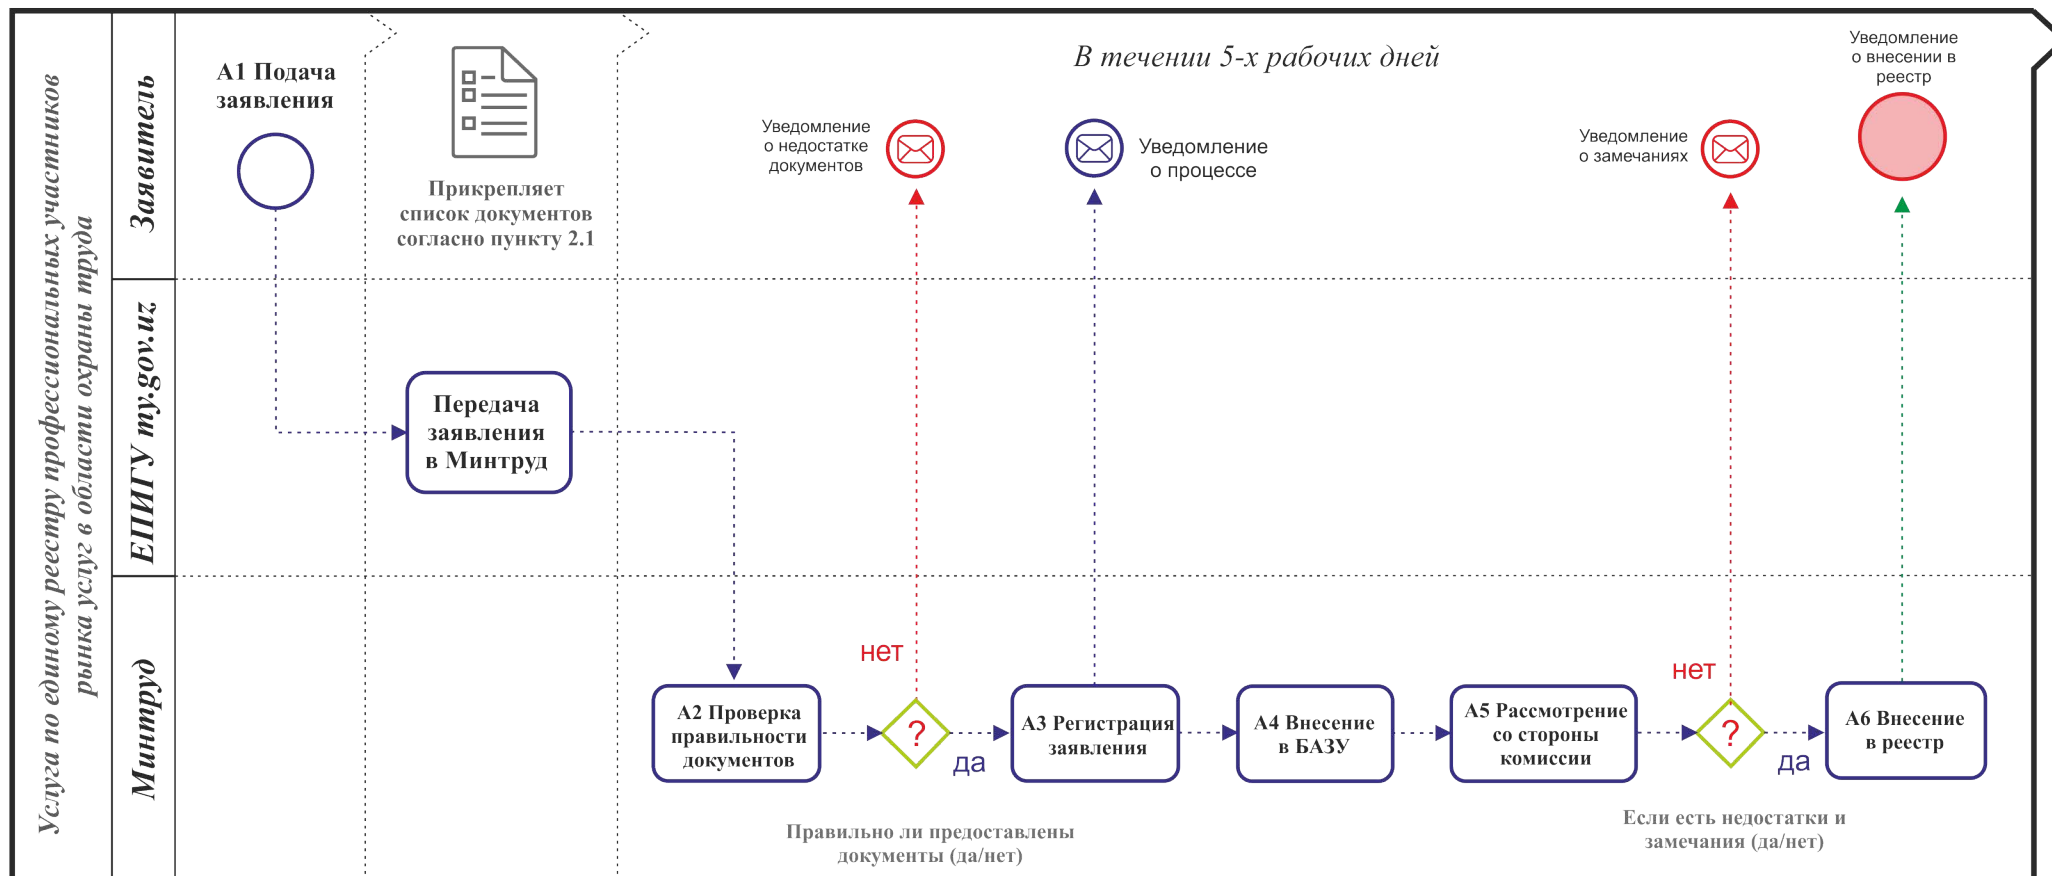 Услуга по единому реестру профессиональных участников
рынка услуг в области охраны труда
Заявитель
А1 Подача
заявления
Прикрепляет
список документов
согласно пункту 2.1
В течении 5-х рабочих дней
Уведомление
о недостатке
документов
Уведомление
о процессе
Уведомление
о замечаниях
Уведомление
о внесении в
реестр
ЕПИГУ my.gov.uz
Передача
заявления
в Минтруд
Минтруд
А2 Проверка
правильности
документов
нет
?
да
Правильно ли предоставлены
документы (да/нет)
А3 Регистрация
заявления
А4 Внесение
в БАЗУ
А5 Рассмотрение
со стороны
комиссии
нет
?
да
Если есть недостатки и
замечания (да/нет)
А6 Внесение
в реестр